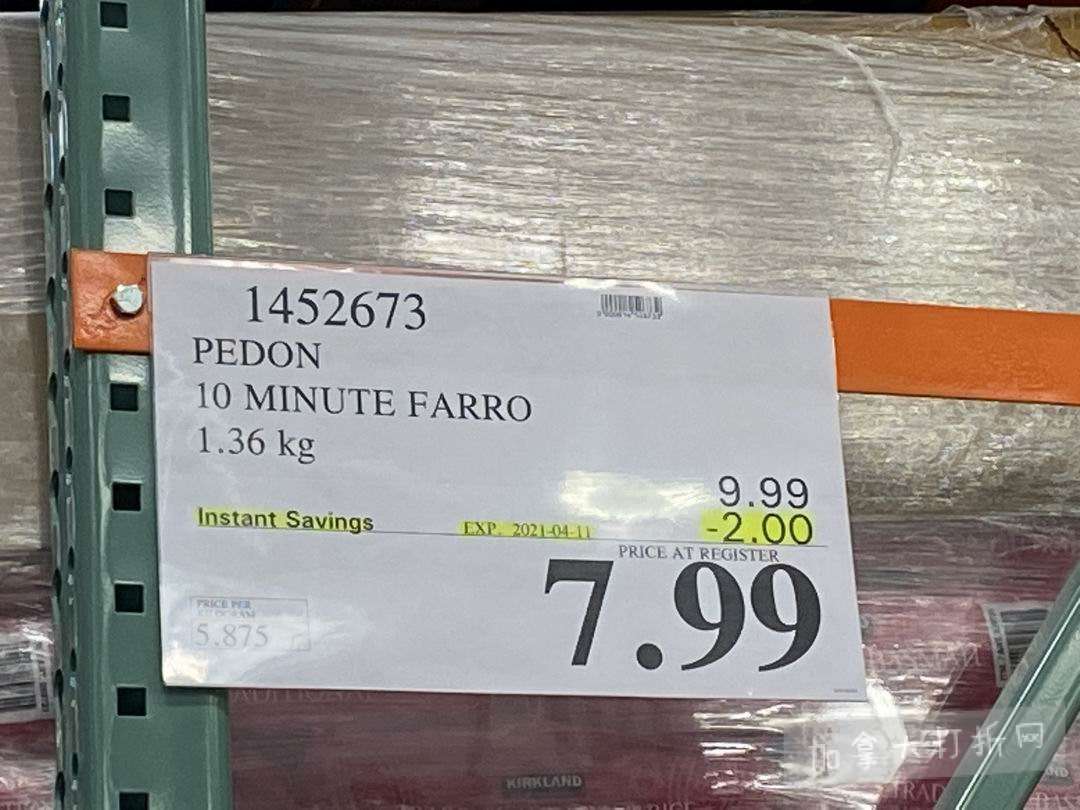 1452673
PEDON
10 MINUTE FARRO
1.36 kg
9.99
Instant Savings EXP. 2021-04-11 -2.00
PRICE AT REGISTER
7.99
PRICE PER
KILOGRAM
5.875
加拿大打折网
KIRKLAND